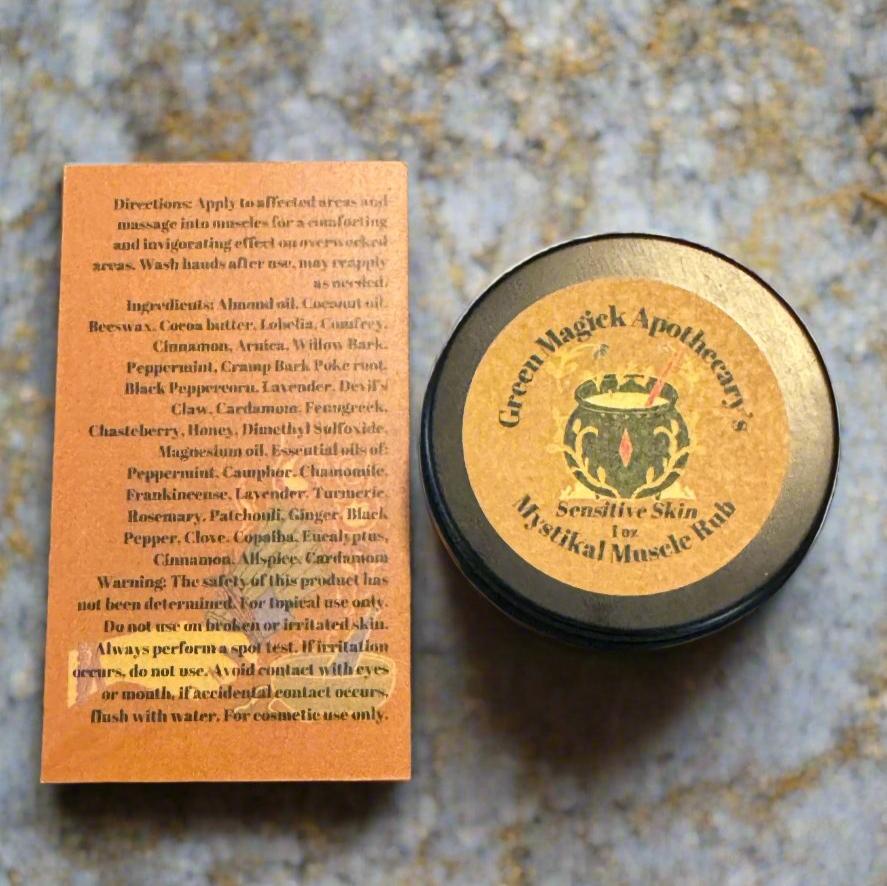 Directions: Apply to affected areas and
massage into muscles for a comforting
and invigorating effect on overworked
areas. Wash hands after use, may reapply
as needed.
Ingredients: Almond oil, Coconut oil,
Beeswax, Cocoa butter, Lobelia, Comfrey,
Cinnamon, Arnica, Willow Bark,
Peppermint, Cramp Bark Poke root,
Black Peppercorn, Lavender, Devil's
Claw, Cardamom, Fenugreek,
Chasteberry, Honey, Dimethyl Sulfoxide,
Magnesium oil, Essential oils of:
Peppermint, Camphor, Chamomile,
Frankincense, Lavender, Turmeric,
Rosemary, Patchouli, Ginger, Black
Pepper, Clove, Copaiba, Eucalyptus,
Cinnamon, Allspice, Cardamom
Warning: The safety of this product has
not been determined. For topical use only.
Do not use on broken or irritated skin.
Always perform a spot test. If irritation
occurs, do not use. Avoid contact with eyes
or mouth, if accidental contact occurs,
flush with water. For cosmetic use only.
Green Magick Apothecary's
Sensitive Skin
1 oz
Mystikal Muscle Rub